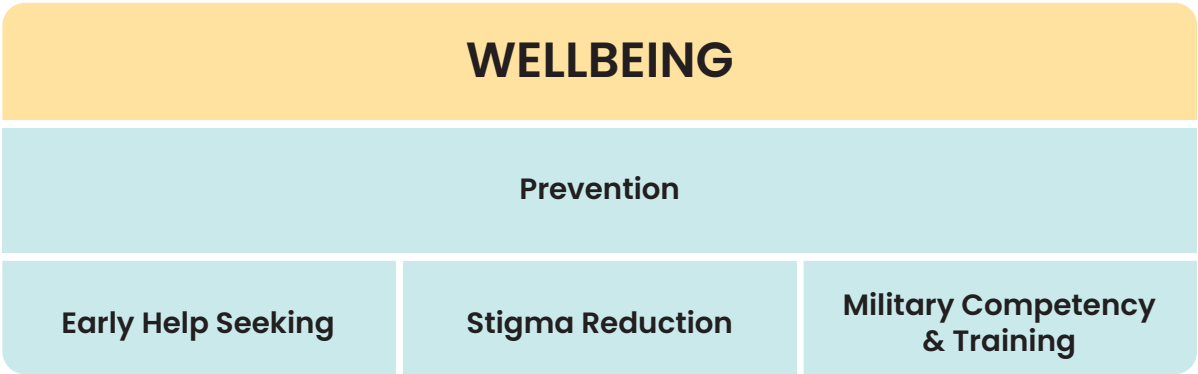 WELLBEING
Prevention
Early Help Seeking
Stigma Reduction
Military Competency
& Training